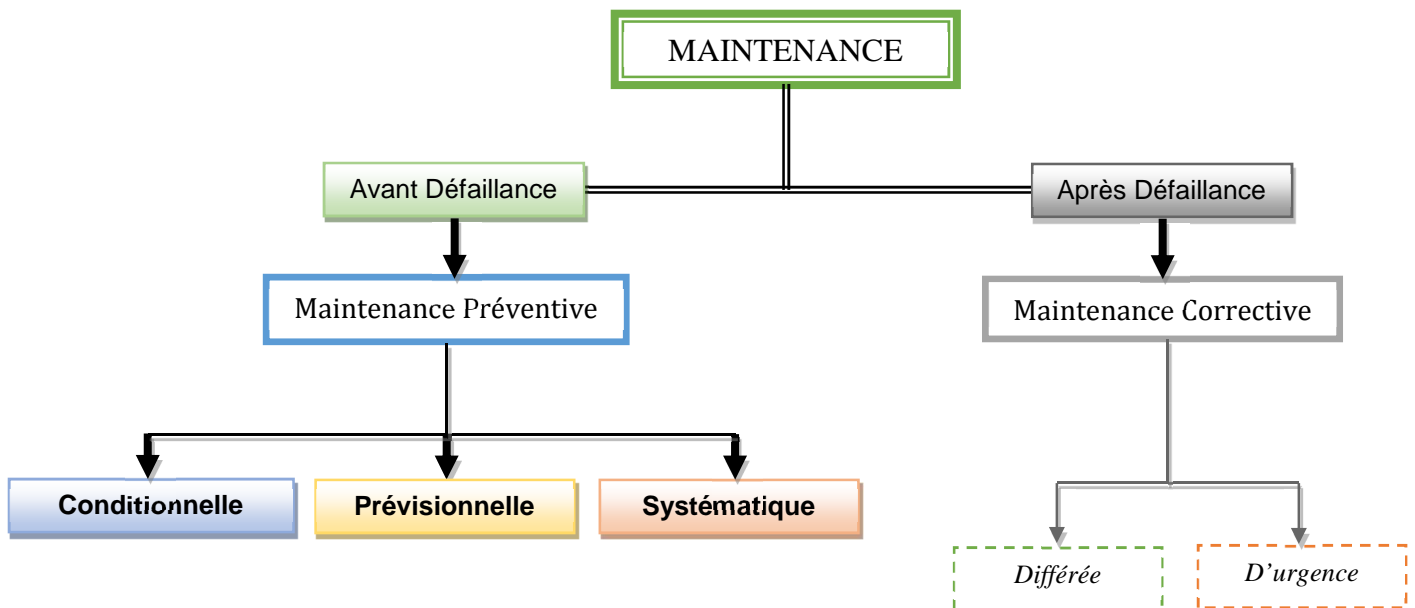 MAINTENANCE
Avant Défaillance
Après Défaillance
Maintenance Préventive
Maintenance Corrective
Conditionnelle
Prévisionnelle
Systématique
Différée
D'urgence